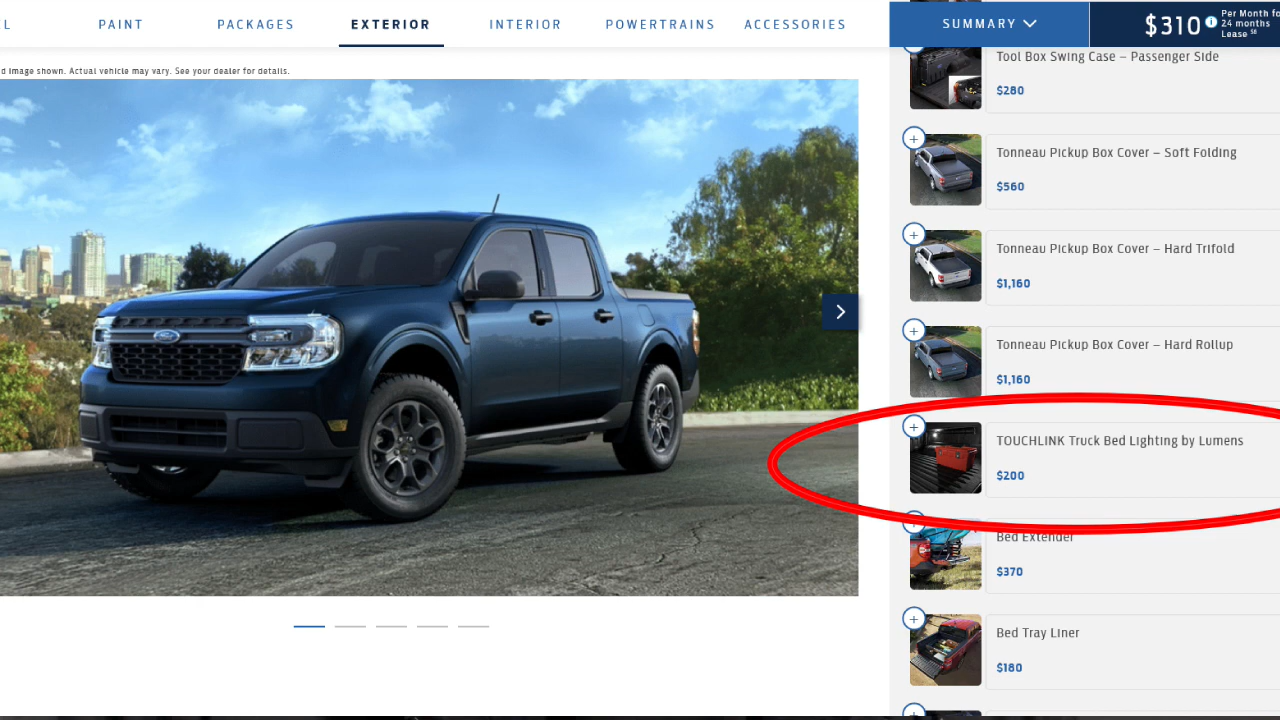 L
PAINT
PACKAGES
EXTERIOR
INTERIOR
POWERTRAINS
ACCESSORIES
SUMMARY
$310
Per Month fo
24 months
Lease 58
d image shown. Actual vehicle may vary. See your dealer for details.
Ford
Tool Box Swing Case – Passenger Side
$280
Tonneau Pickup Box Cover – Soft Folding
$560
Tonneau Pickup Box Cover – Hard Trifold
$1,160
Tonneau Pickup Box Cover – Hard Rollup
$1,160
TOUCHLINK Truck Bed Lighting by Lumens
$200
Bed Extender
$370
Bed Tray Liner
$180